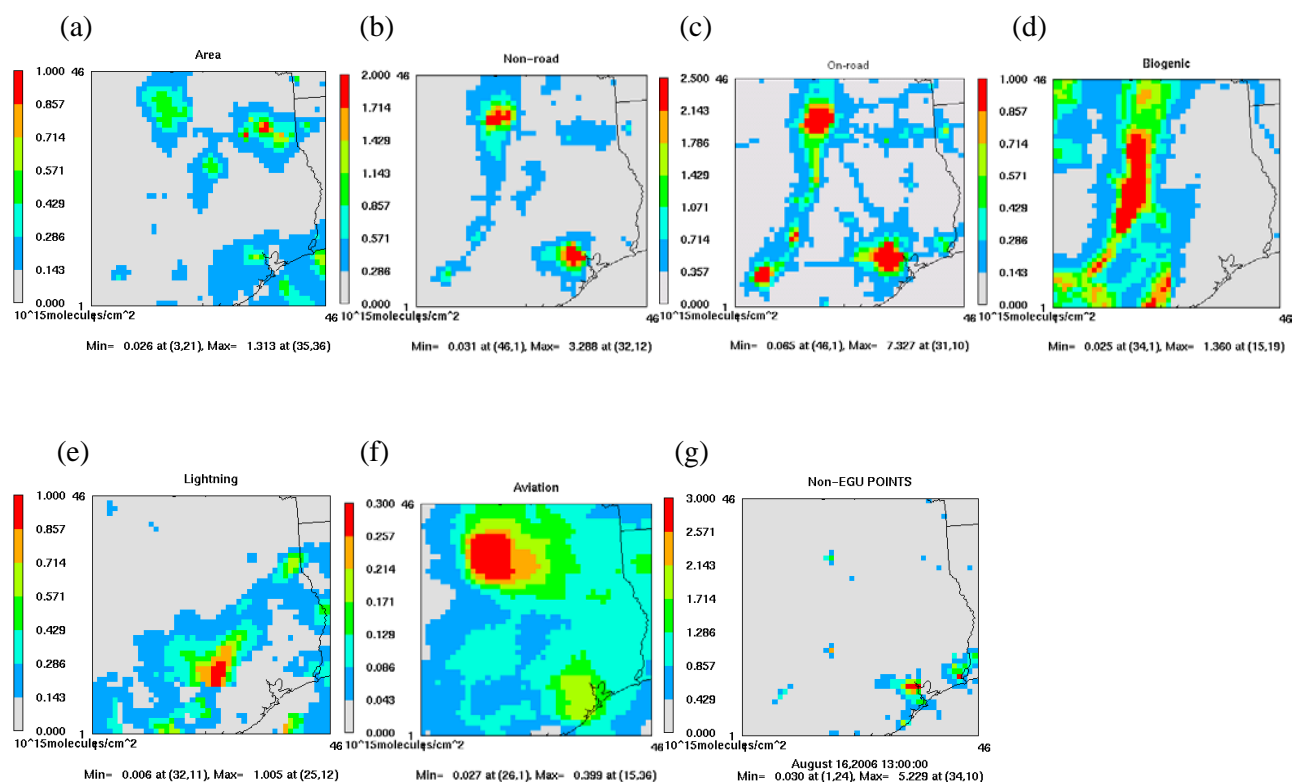 (a) (b) (c) (d)
Area
1.000 46
0.857
0.714
0.571
0.429
0.286
0.143
0.000 1
10^15molecules/cm^2 46
Min= 0.026 at (3,21), Max= 1.313 at (35,36)
Non-road
2.000 46
1.714
1.429
1.143
0.857
0.571
0.286
0.000 1
10^15molecules/cm^2 46
Min= 0.031 at (46,1), Max= 3.288 at (32,12)
On-road
2.500 46
2.143
1.786
1.429
1.071
0.714
0.357
0.000 1
10^15molecules/cm^2 46
Min= 0.065 at (46,1), Max= 7.327 at (31,10)
Biogenic
1.000 46
0.857
0.714
0.571
0.429
0.286
0.143
0.000 1
10^15molecules/cm^2 46
Min= 0.025 at (34,1), Max= 1.360 at (15,19)
(e) (f) (g)
Lightning
1.000 46
0.857
0.714
0.571
0.429
0.286
0.143
0.000 1
10^15molecules/cm^2 46
Min= 0.006 at (32,11), Max= 1.005 at (25,12)
Aviation
0.300 46
0.257
0.214
0.171
0.129
0.086
0.043
0.000 1
10^15molecules/cm^2 46
Min= 0.027 at (26,1), Max= 0.399 at (15,36)
Non-EGU POINTS
3.000 46
2.571
2.143
1.714
1.286
0.857
0.429
0.000 1
10^15molecules/cm^2 46
August 16,2006 13:00:00
Min= 0.030 at (1,24), Max= 5.229 at (34,10)